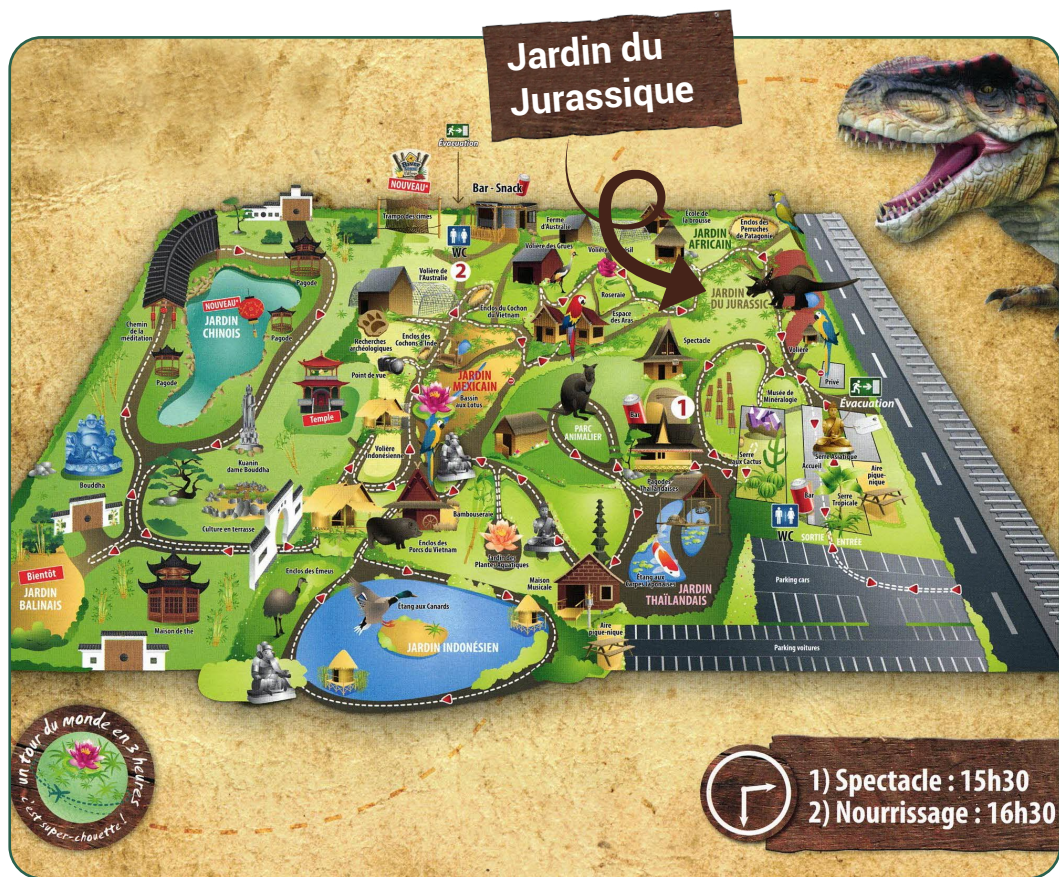 Jardin du
Jurassique
Évacuation
NOUVEAU*
Bar - Snack
Trampo des cimes
WC
2
Ferme
d'Australie
École de
la brousse
JARDIN
AFRICAIN
Enclos des
Perruches
de Patagonie
Volière des Grues
Volière de
l'Australie
Roseraie
JARDIN
DU JURASSIC
Pagode
NOUVEAU*
JARDIN
CHINOIS
Pagode
Chemin
de la
méditation
Pagode
Enclos du Cochon
du Vietnam
Espace
des Aras
Recherches
archéologiques
Enclos des
Cochons d'Inde
Spectacle
Volière
Point de vue
JARDIN
MEXICAIN
Bassin
aux Lotus
Privé
Musée de
Minéralogie
Évacuation
Temple
1
Bar
PARC
ANIMALIER
Volière
Indonésienne
Kuanin
dame Bouddha
Bouddha
Serre
aux Cactus
Accueil
Serre Asiatique
Aire
pique-
nique
Pagodes
Thaïlandaises
Bar
Serre
Tropicale
Culture en terrasse
Bambouseraie
WC
SORTIE
ENTRÉE
Enclos des
Porcs du Vietnam
Jardin des
Plantes Aquatiques
Bientôt
JARDIN
BALINAIS
Enclos des Émeus
Maison
Musicale
Étang aux
Carpes Japonaises
JARDIN
THAÏLANDAIS
Parking cars
Maison de thé
Étang aux Canards
JARDIN INDONÉSIEN
Aire
pique-nique
Parking voitures
un tour du monde en 3 heures
c'est super-chouette !
1) Spectacle : 15h30
2) Nourrissage : 16h30